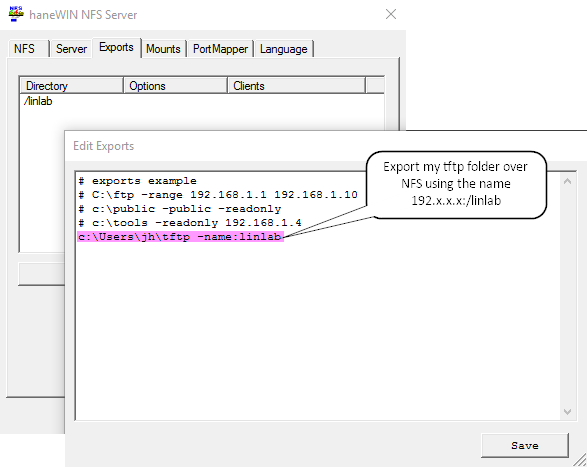 haneWIN NFS Server
NFS Server Exports Mounts PortMapper Language
Directory Options Clients
/linlab
Edit Exports
# exports example
# C:\ftp -range 192.168.1.1 192.168.1.10
# c:\public -public -readonly
# c:\tools -readonly 192.168.1.4
c:\Users\jh\tftp -name:linlab
Export my tftp folder over
NFS using the name
192.x.x.x:/linlab
Save